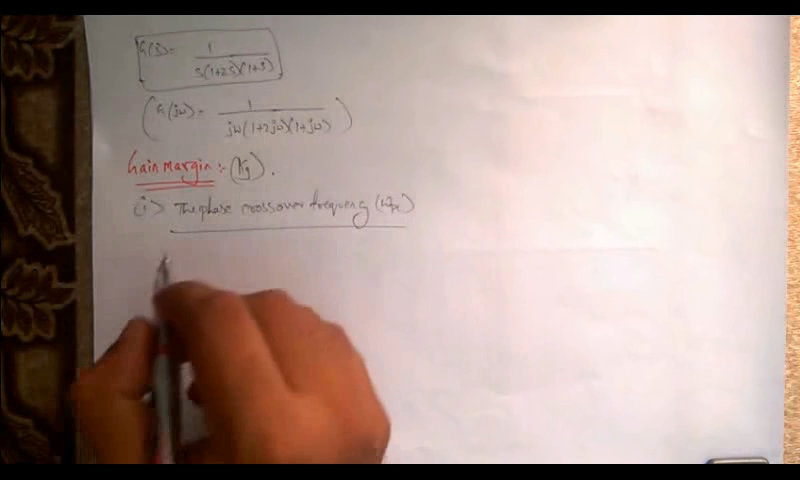 G(s) = 1 / s(1+2s)(1+s)
( G(jω) = 1 / jω(1+2jω)(1+jω) )
Gain Margin :- (Kg).
(i) The phase crossover frequency (ωpc)